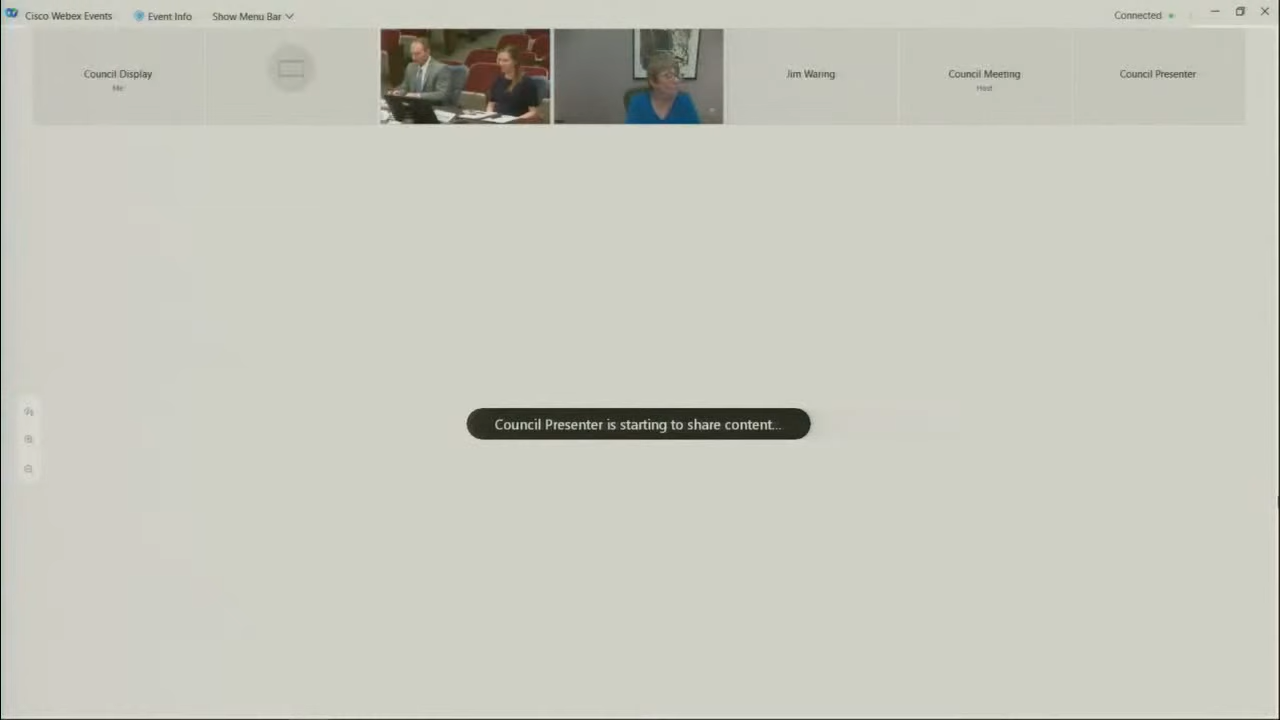 Cisco Webex Events
Event Info
Show Menu Bar
Connected
Council Display
Me
Jim Waring
Council Meeting
Host
Council Presenter
Council Presenter is starting to share content...